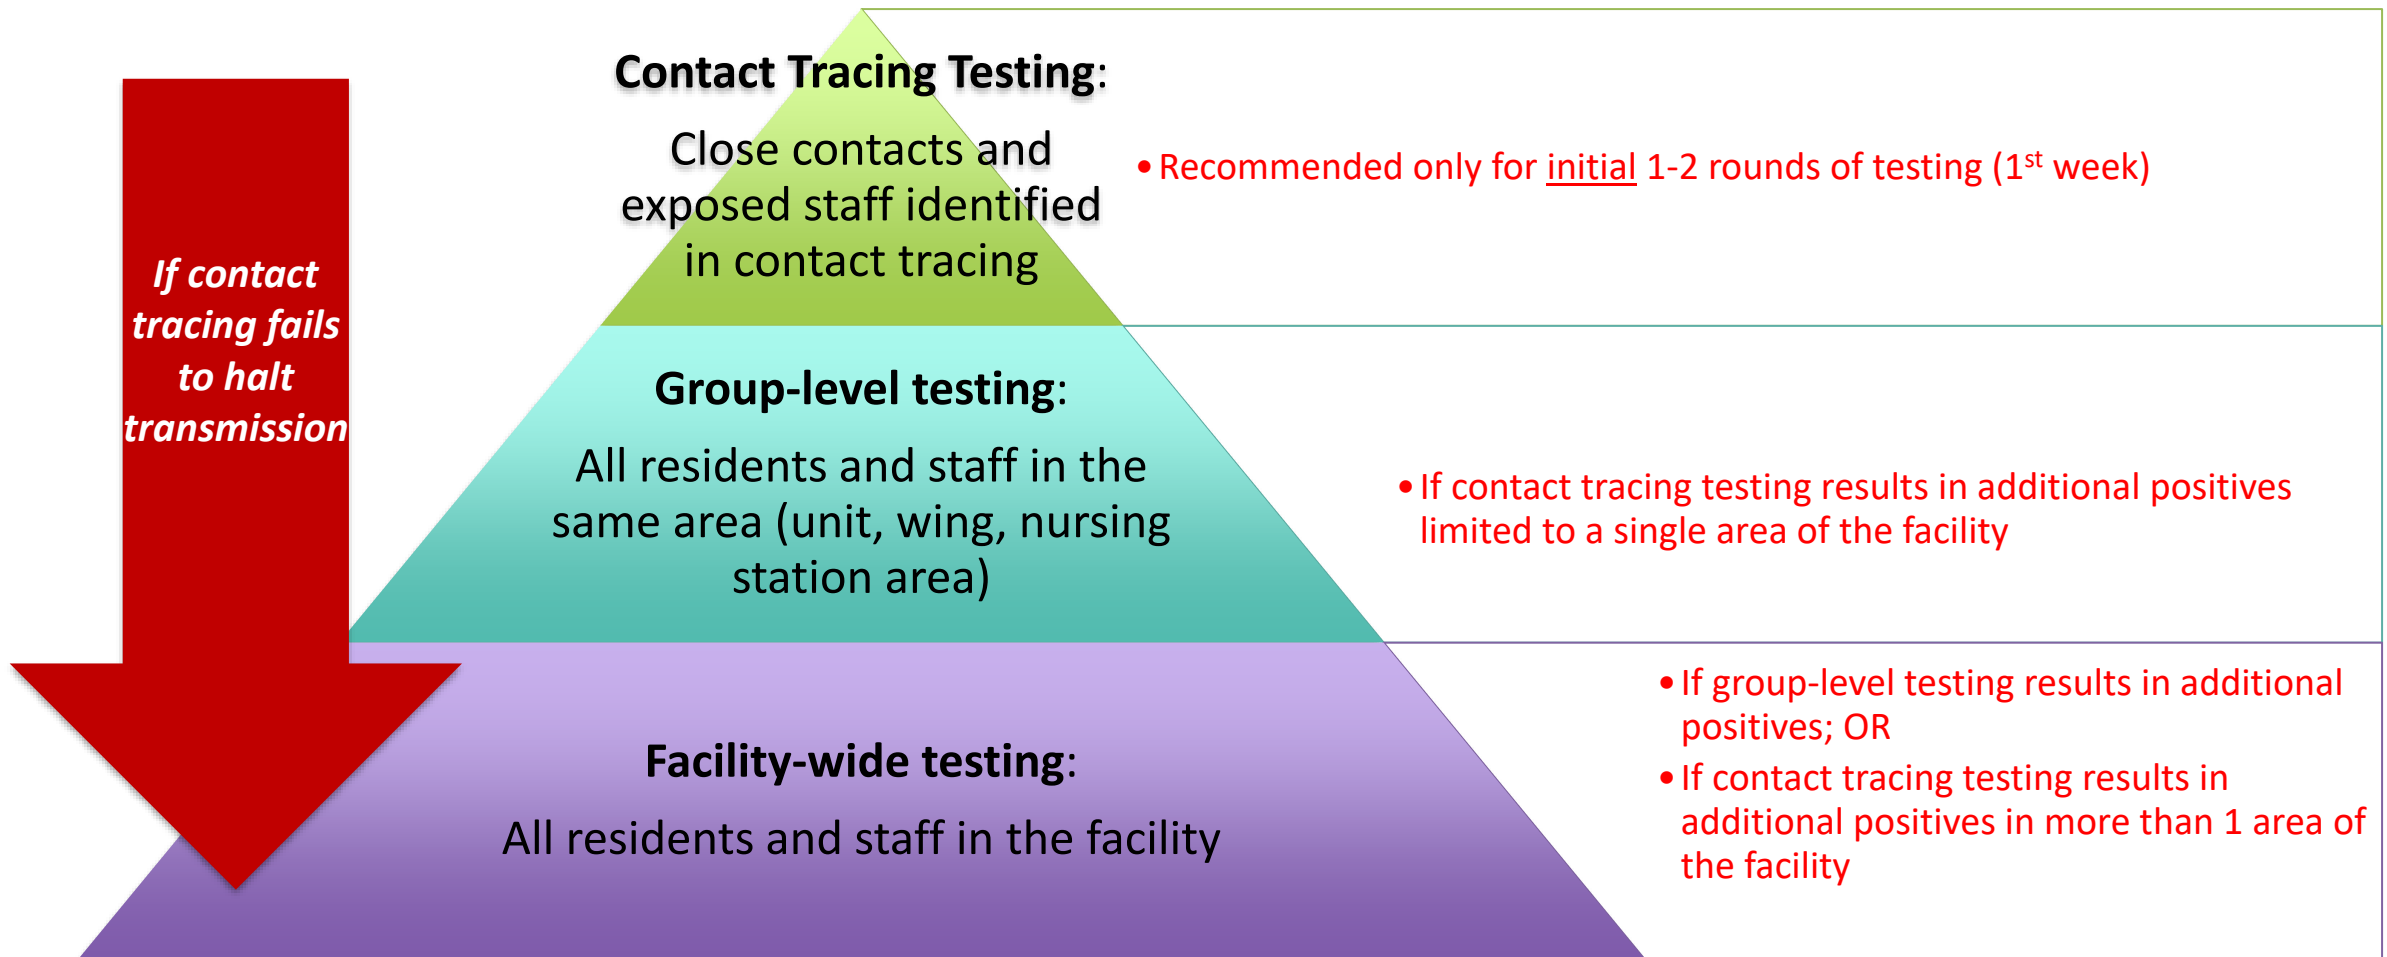 If contact
tracing fails
to halt
transmission
Contact Tracing Testing:
Close contacts and
exposed staff identified
in contact tracing
•Recommended only for initial 1-2 rounds of testing (1st week)
Group-level testing:
All residents and staff in the
same area (unit, wing, nursing
station area)
•If contact tracing testing results in additional positives
limited to a single area of the facility
Facility-wide testing:
All residents and staff in the facility
•If group-level testing results in additional
positives; OR
•If contact tracing testing results in
additional positives in more than 1 area of
the facility